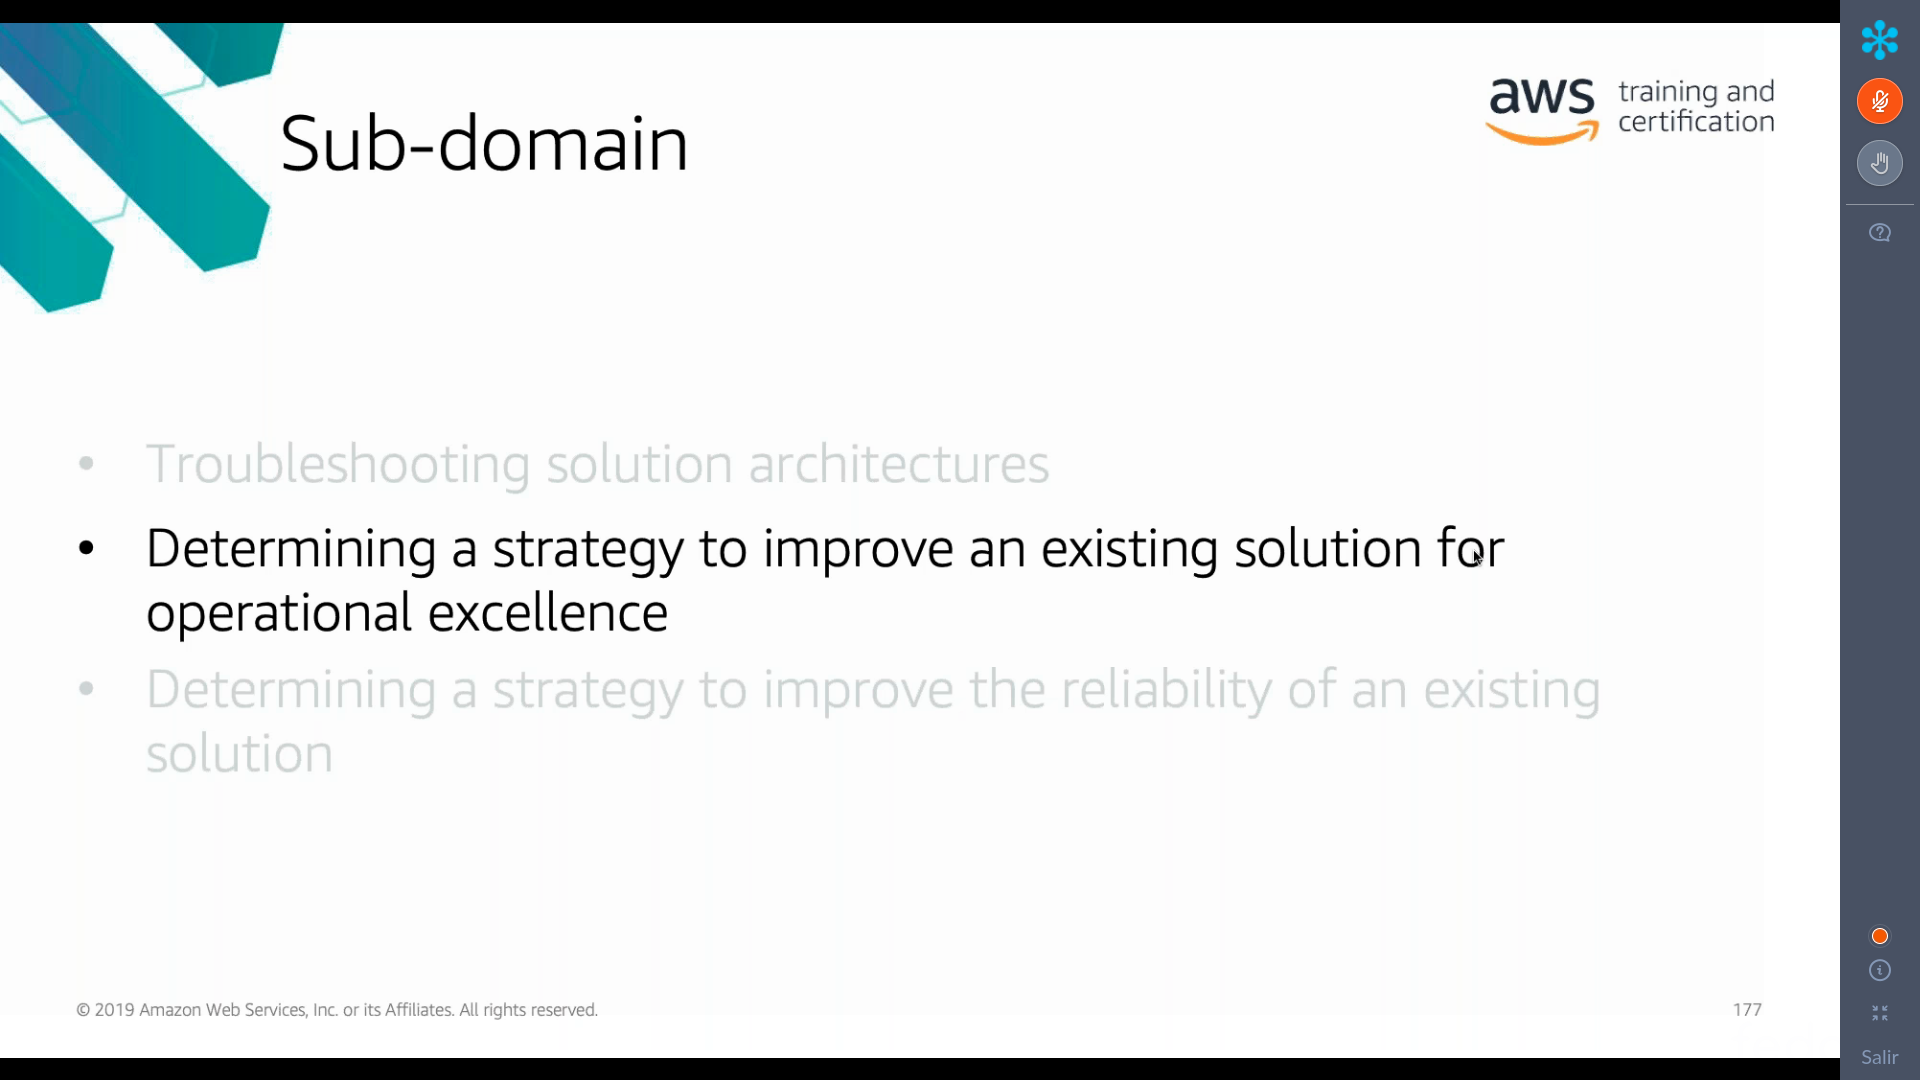 Sub-domain
aws training and
certification
• Troubleshooting solution architectures
• Determining a strategy to improve an existing solution for
operational excellence
• Determining a strategy to improve the reliability of an existing
solution
© 2019 Amazon Web Services, Inc. or its Affiliates. All rights reserved.
177
Salir